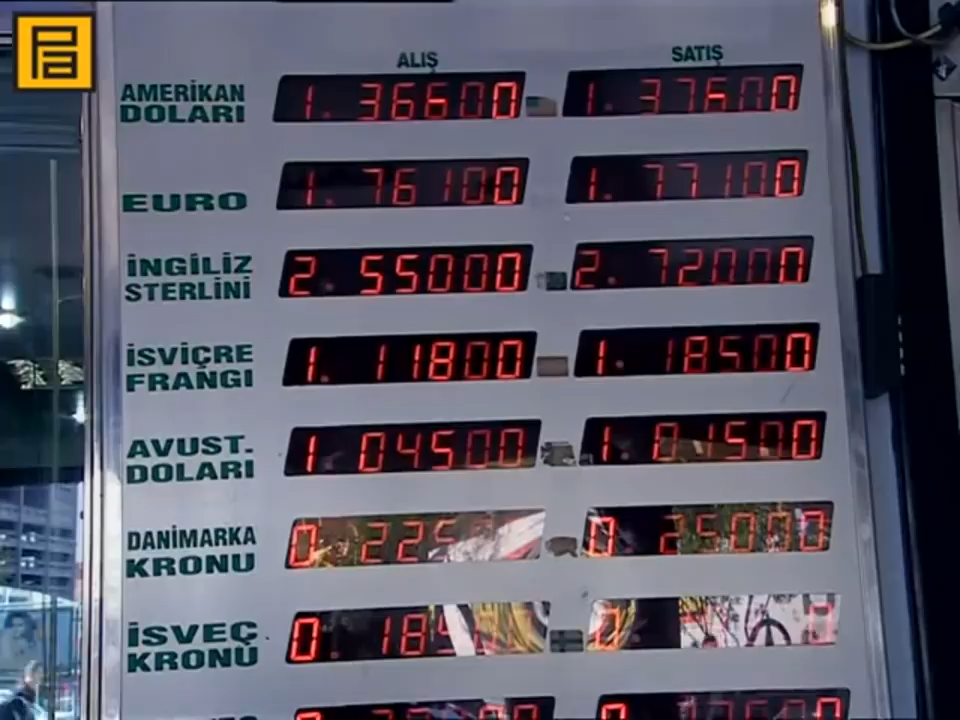 ALIŞ SATIŞ
AMERİKAN
DOLARI 1.36600 1.37600
EURO 1.76100 1.77100
İNGİLİZ
STERLİNİ 2.55000 2.72000
İSVİÇRE
FRANGI 1.11800 1.18500
AVUST.
DOLARI 1.04500 1.01500
DANİMARKA
KRONU 0.25000
İSVEÇ
KRONU